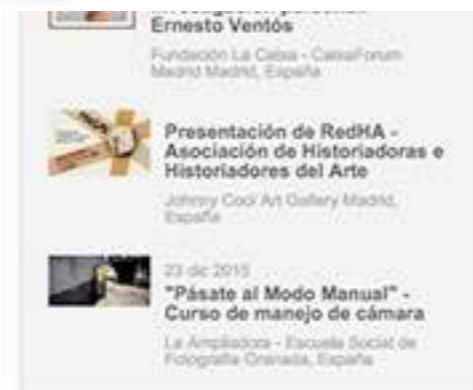 Ernesto Ventós
Fundación La Caixa - CaixaForum
Madrid Madrid, España
Presentación de RedHA -
Asociación de Historiadoras e
Historiadores del Arte
Johnny Cool Art Gallery Madrid,
España
23 dic 2015
"Pásate al Modo Manual" -
Curso de manejo de cámara
La Ampliadora - Escuela Social de
Fotografía Granada, España